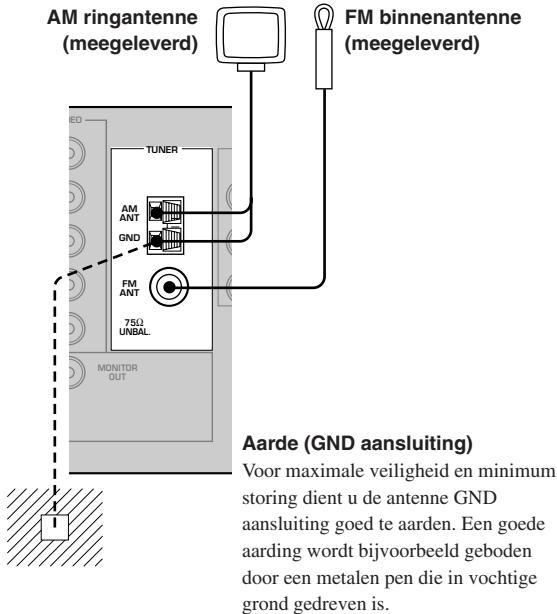 AM ringantenne
(meegeleverd)
FM binnenantenne
(meegeleverd)
TUNER
AM
ANT
GND
FM
ANT
75Ω
UNBAL.
MONITOR
OUT
Aarde (GND aansluiting)
Voor maximale veiligheid en minimum
storing dient u de antenne GND
aansluiting goed te aarden. Een goede
aarding wordt bijvoorbeeld geboden
door een metalen pen die in vochtige
grond gedreven is.